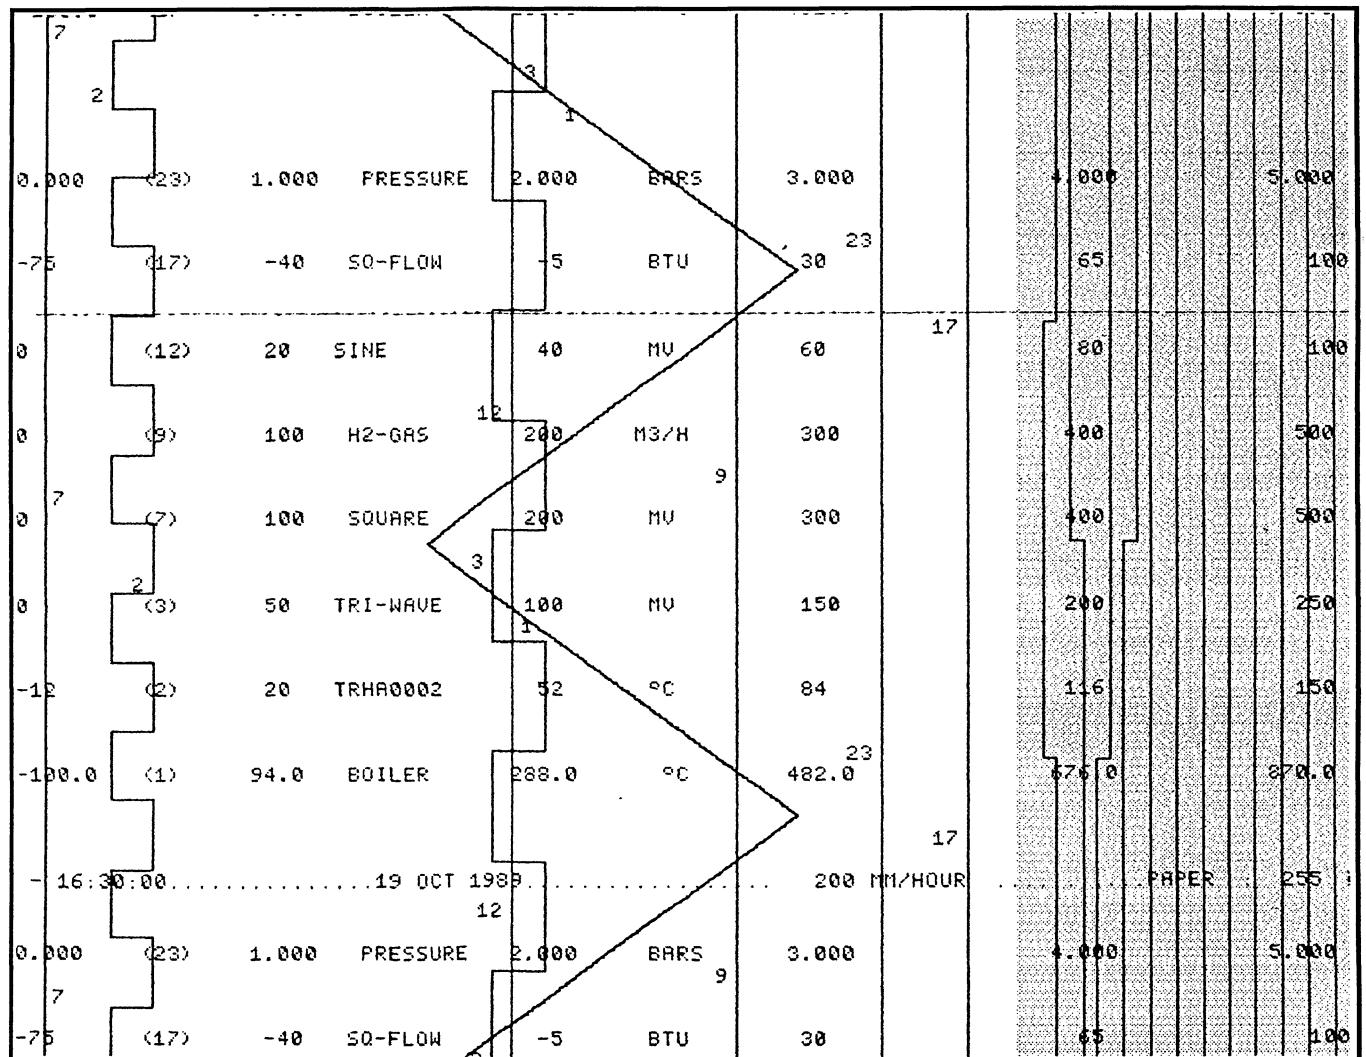 7
3
2
1
0.000 (23) 1.000 PRESSURE 2.000 BARS 3.000 4.000 5.000
23
-75 (17) -40 SQ-FLOW -5 BTU 30 65 100
17
0 (12) 20 SINE 40 MV 60 80 100
12
0 (9) 100 H2-GAS 200 M3/H 300 400 500
9
7
0 (7) 100 SQUARE 200 MV 300 400 500
3
2
0 (3) 50 TRI-WAVE 100 MV 150 200 250
1
-12 (2) 20 TRHA0002 52 ºC 84 116 150
23
-100.0 (1) 94.0 BOILER 288.0 ºC 482.0 676.0 870.0
17
- 16:30:00..............19 OCT 1989.................. 200 MM/HOUR ..........PAPER 255
12
0.000 (23) 1.000 PRESSURE 2.000 BARS 3.000 4.000 5.000
9
7
-75 (17) -40 SQ-FLOW -5 BTU 30 65 100